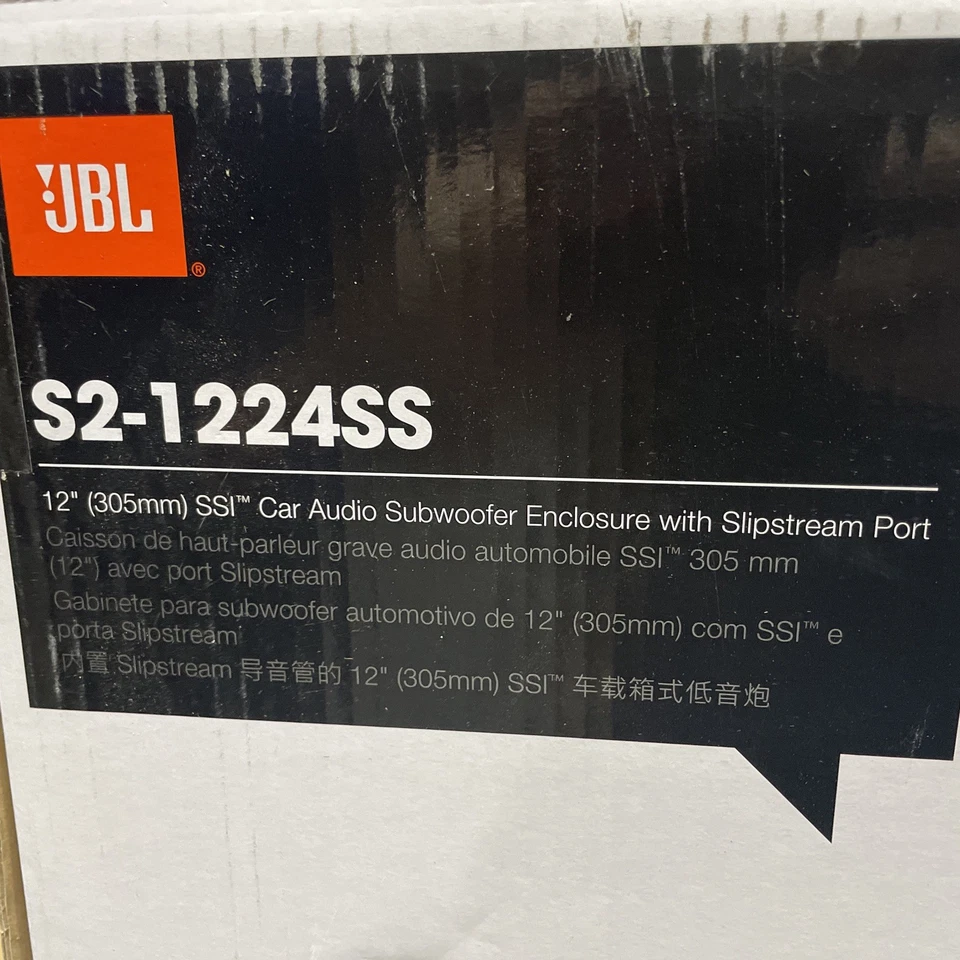 JBL
®
S2-1224SS
12" (305mm) SSI™ Car Audio Subwoofer Enclosure with Slipstream Port
Caisson de haut-parleur grave audio automobile SSI™ 305 mm
(12") avec port Slipstream
Gabinete para subwoofer automotivo de 12" (305mm) com SSI™ e
porta Slipstream
内置 Slipstream 导音管的 12" (305mm) SSI™ 车载箱式低音炮